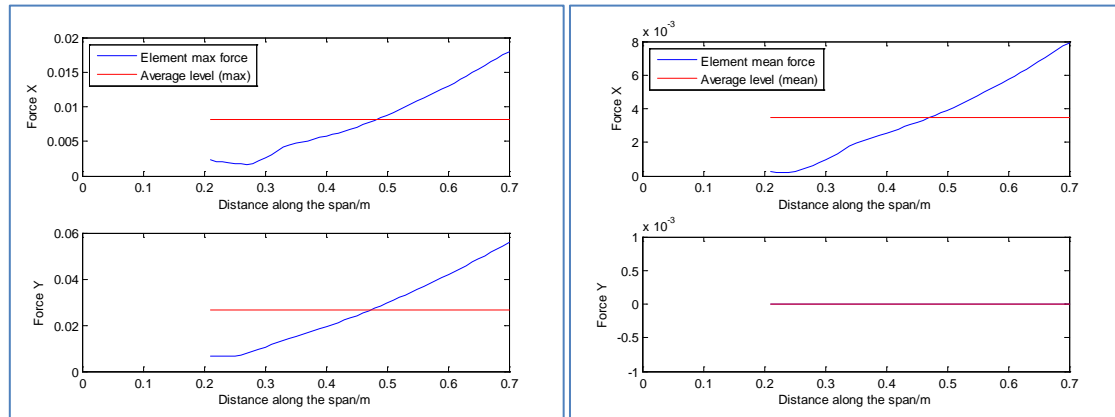 0.02
0.015
0.01
0.005
0
Force X
Element max force
Average level (max)
0 0.1 0.2 0.3 0.4 0.5 0.6 0.7
Distance along the span/m
0.06
0.04
0.02
0
Force Y
0 0.1 0.2 0.3 0.4 0.5 0.6 0.7
Distance along the span/m
x 10⁻³
8
6
4
2
0
Force X
Element mean force
Average level (mean)
0 0.1 0.2 0.3 0.4 0.5 0.6 0.7
Distance along the span/m
x 10⁻³
1
0.5
0
-0.5
-1
Force Y
0 0.1 0.2 0.3 0.4 0.5 0.6 0.7
Distance along the span/m